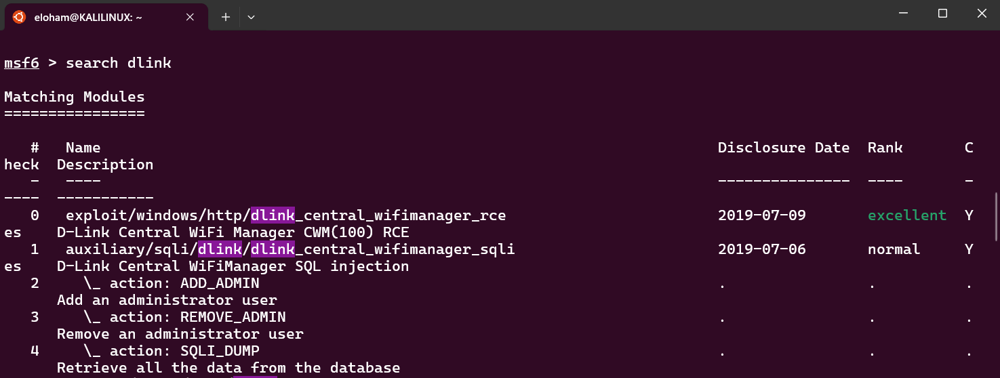 eloham@KALILINUX: ~
msf6 > search dlink
Matching Modules
================
#   Name   Disclosure Date  Rank  C
heck  Description
-   ----   ---------------  ----  -
----  -----------
0   exploit/windows/http/dlink_central_wifimanager_rce   2019-07-09  excellent  Y
es    D-Link Central WiFi Manager CWM(100) RCE
1   auxiliary/sqli/dlink/dlink_central_wifimanager_sqli   2019-07-06  normal  Y
es    D-Link Central WiFiManager SQL injection
2     \_ action: ADD_ADMIN   .  .  .
Add an administrator user
3     \_ action: REMOVE_ADMIN   .  .  .
Remove an administrator user
4     \_ action: SQLI_DUMP   .  .  .
Retrieve all the data from the database